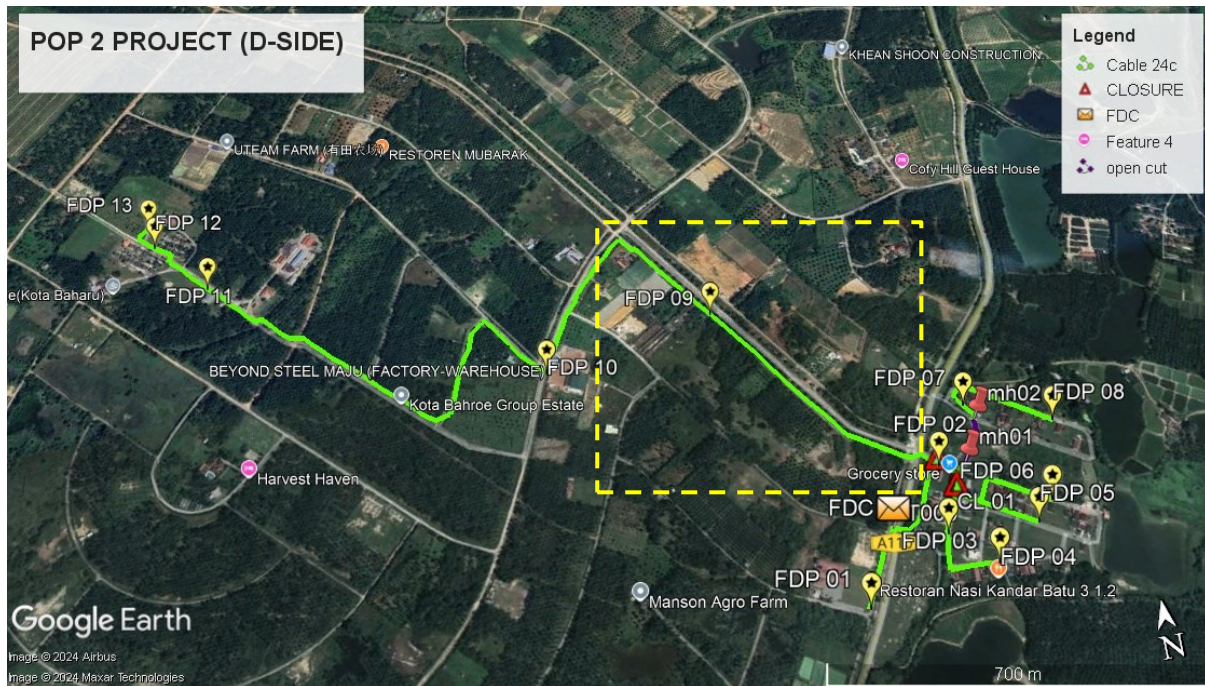 POP 2 PROJECT (D-SIDE)
Legend
Cable 24c
CLOSURE
FDC
Feature 4
open cut
KHEAN SHOON CONSTRUCTION...
UTEAM FARM (有田农场)
RESTOREN MUBARAK
Cofy Hill Guest House
FDP 13
FDP 12
FDP 11
e(Kota Baharu)
FDP 09
BEYOND STEEL MAJU (FACTORY-WAREHOUSE)
FDP 10
Kota Bahroe Group Estate
FDP 07
mh02
FDP 08
FDP 02
mh01
Grocery store
FDP 06
Harvest Haven
FDP 05
CL 01
FDC
A11
FDP 03
FDP 04
FDP 01
Restoran Nasi Kandar Batu 3 1.2
Manson Agro Farm
Google Earth
Image © 2024 Airbus
Image © 2024 Maxar Technologies
700 m
N